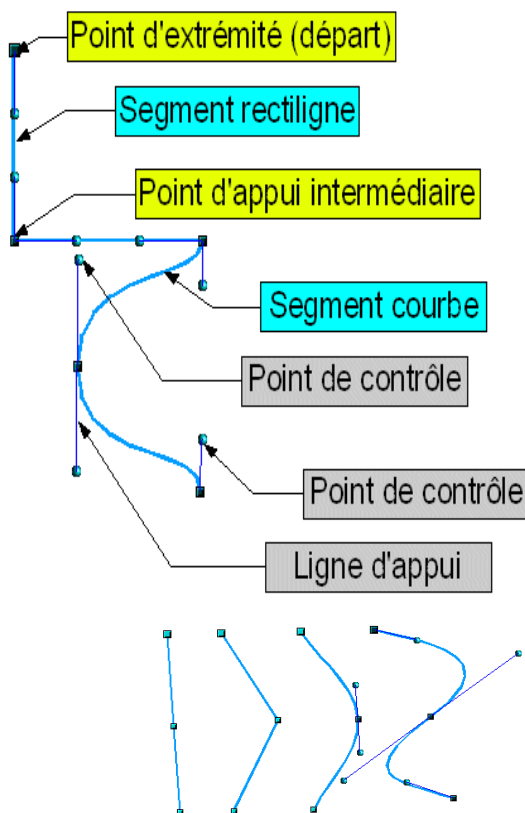 Point d'extrémité (départ)
Segment rectiligne
Point d'appui intermédiaire
Segment courbe
Point de contrôle
Point de contrôle
Ligne d'appui